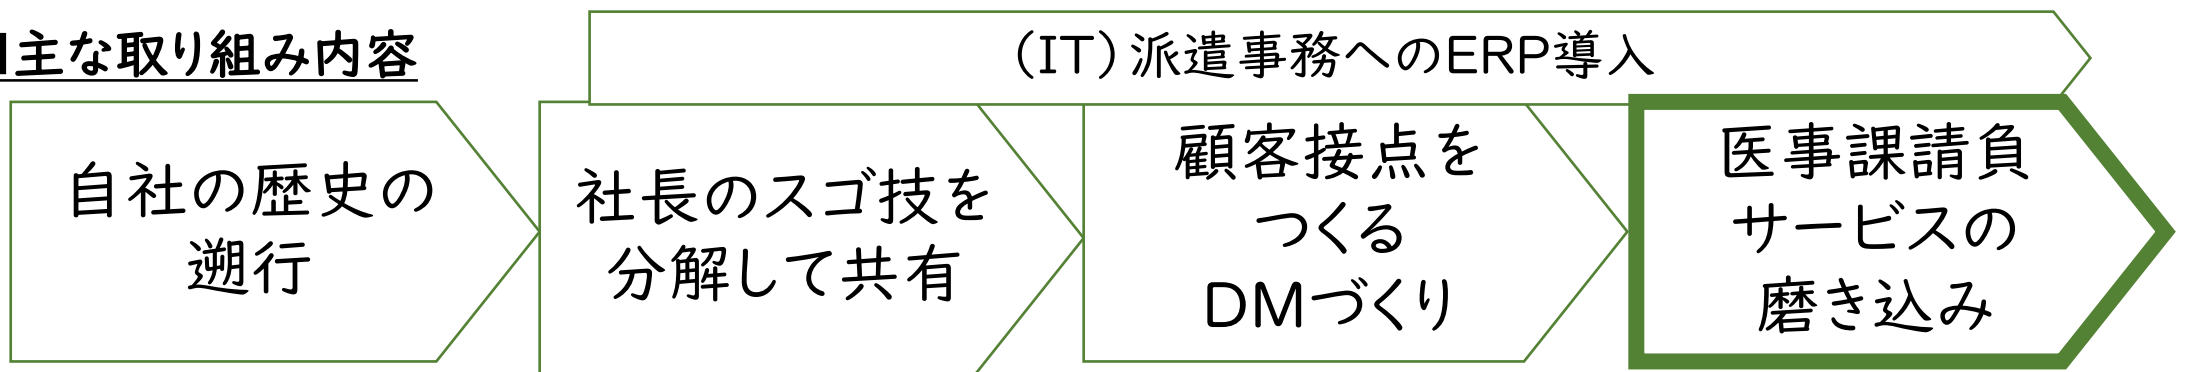 主な取り組み内容
（IT）派遣事務へのERP導入
自社の歴史の
遡行
社長のスゴ技を
分解して共有
顧客接点を
つくる
DMづくり
医事課請負
サービスの
磨き込み